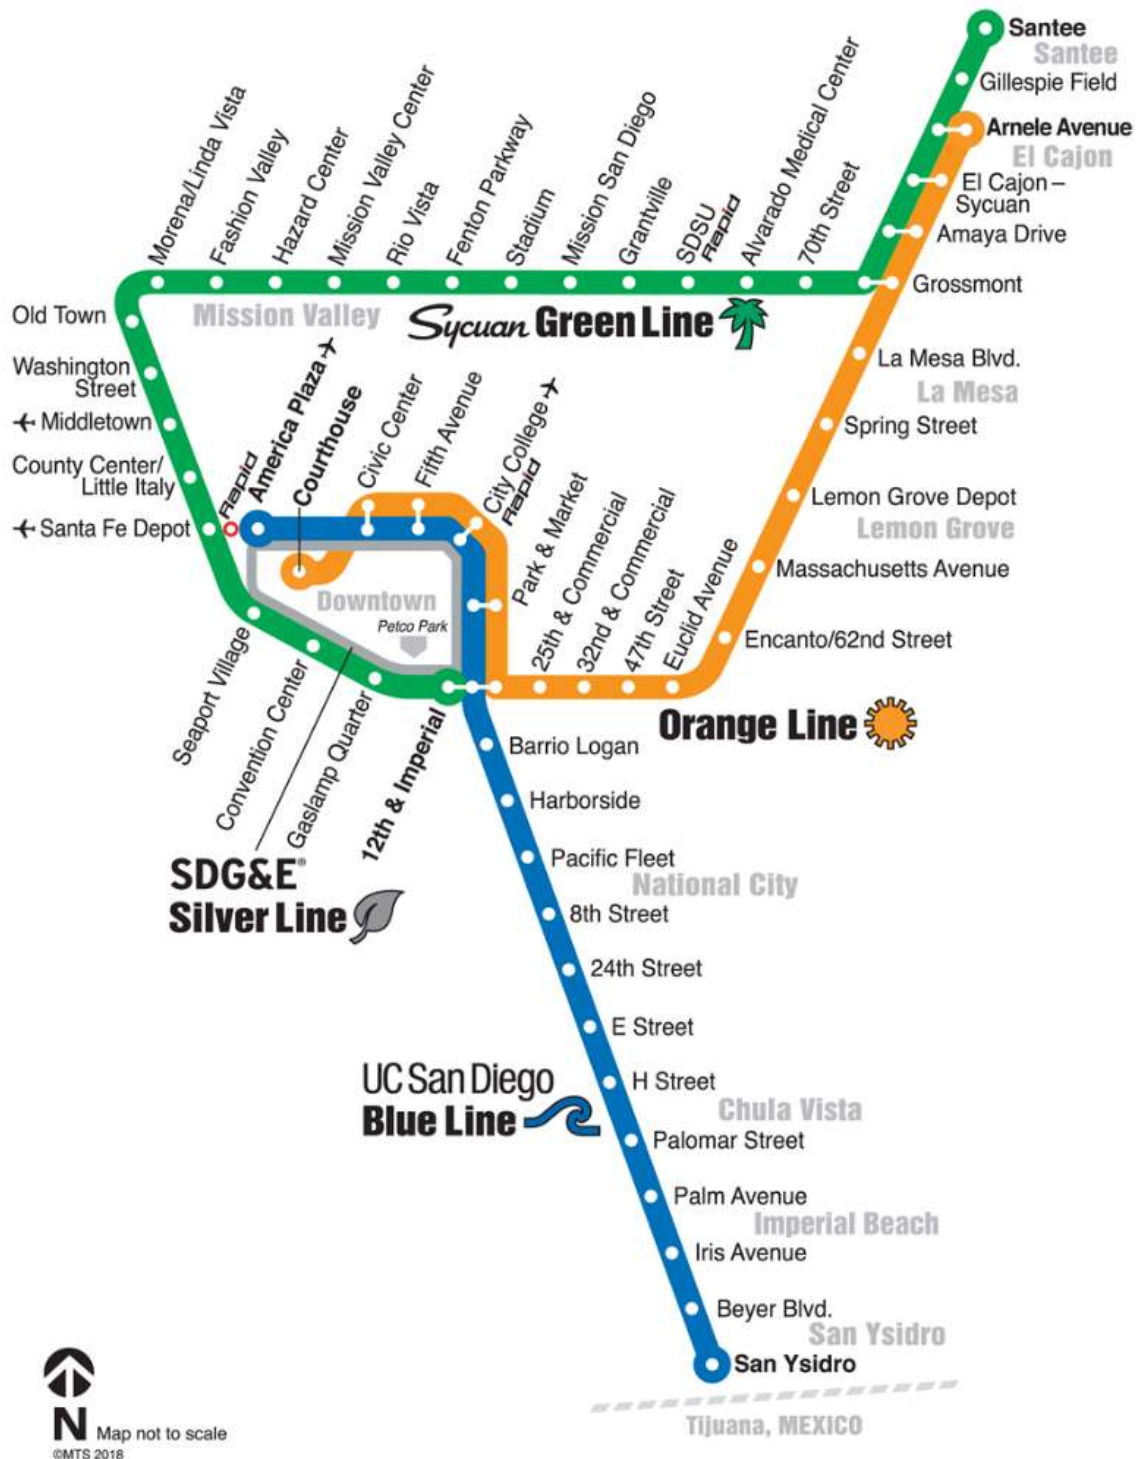 Santee
Santee
Gillespie Field
Arnele Avenue
El Cajon
El Cajon –
Sycuan
Amaya Drive
Grossmont
Morena/Linda Vista
Fashion Valley
Hazard Center
Mission Valley Center
Rio Vista
Fenton Parkway
Stadium
Mission San Diego
Grantville
SDSU
Rapid
Alvarado Medical Center
70th Street
Old Town
Mission Valley
Sycuan Green Line
Washington
Street
Middletown
County Center/
Little Italy
Santa Fe Depot
Rapid
America Plaza
Courthouse
Civic Center
Fifth Avenue
City College
Rapid
Park & Market
25th & Commercial
32nd & Commercial
47th Street
Euclid Avenue
La Mesa Blvd.
La Mesa
Spring Street
Lemon Grove Depot
Lemon Grove
Massachusetts Avenue
Encanto/62nd Street
Downtown
Petco Park
Seaport Village
Convention Center
Gaslamp Quarter
12th & Imperial
Orange Line
SDG&E®
Silver Line
Barrio Logan
Harborside
Pacific Fleet
National City
8th Street
24th Street
E Street
H Street
UC San Diego
Blue Line
Chula Vista
Palomar Street
Palm Avenue
Imperial Beach
Iris Avenue
Beyer Blvd.
San Ysidro
San Ysidro
Tijuana, MEXICO
N Map not to scale
©MTS 2018